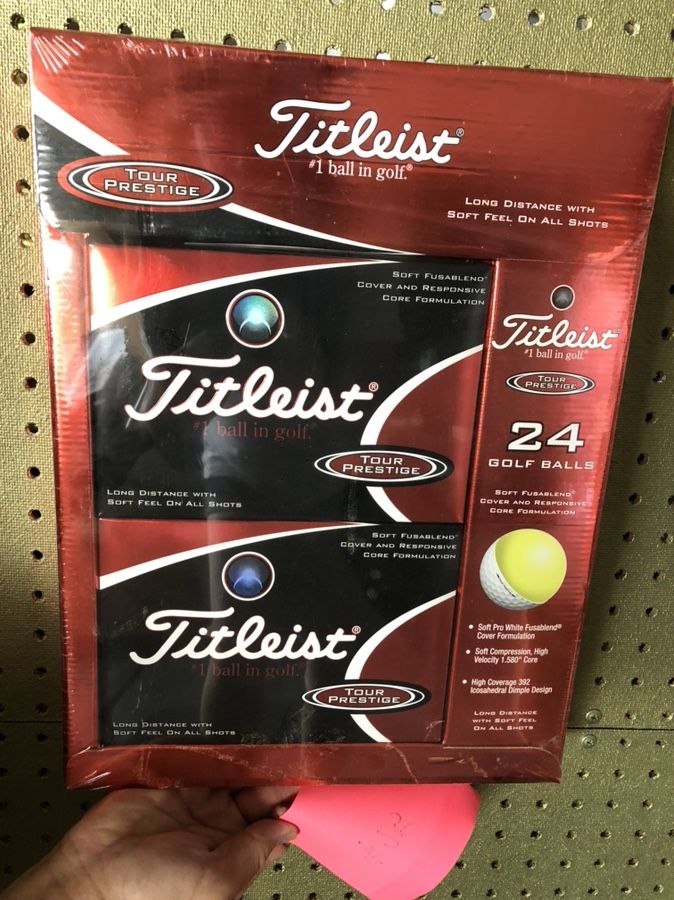 Titleist®
#1 ball in golf.®
TOUR
PRESTIGE
LONG DISTANCE WITH
SOFT FEEL ON ALL SHOTS
SOFT FUSABLEND®
COVER AND RESPONSIVE
CORE FORMULATION
Titleist®
#1 ball in golf.
TOUR
PRESTIGE
LONG DISTANCE WITH
SOFT FEEL ON ALL SHOTS
Titleist
#1 ball in golf.®
TOUR
PRESTIGE
24
GOLF BALLS
SOFT FUSABLEND®
COVER AND RESPONSIVE
CORE FORMULATION
SOFT FUSABLEND®
COVER AND RESPONSIVE
CORE FORMULATION
Titleist®
#1 ball in golf.
TOUR
PRESTIGE
LONG DISTANCE WITH
SOFT FEEL ON ALL SHOTS
• Soft Pro White Fusablend®
Cover Formulation
• Soft Compression, High
Velocity 1.580" Core
• High Coverage 392
Icosahedral Dimple Design
LONG DISTANCE
WITH SOFT FEEL
ON ALL SHOTS